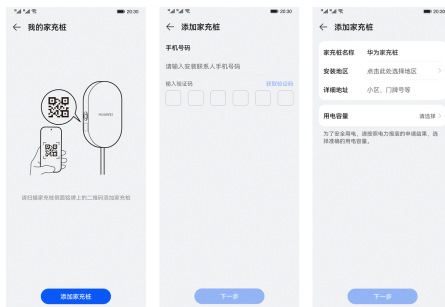 20:30
我的家充桩
HUAWEI
请扫描家充桩侧面铭牌上的二维码添加家充桩
添加家充桩
20:30
添加家充桩
手机号码
请输入安装联系人手机号码
输入验证码
获取验证码
下一步
20:30
添加家充桩
家充桩名称 华为家充桩
安装地区 点击此处选择地区
详细地址 小区、门牌号等
用电容量 请选择
为了安全用电，请按照电力报装的申请结果，选
择准确的用电容量。
下一步